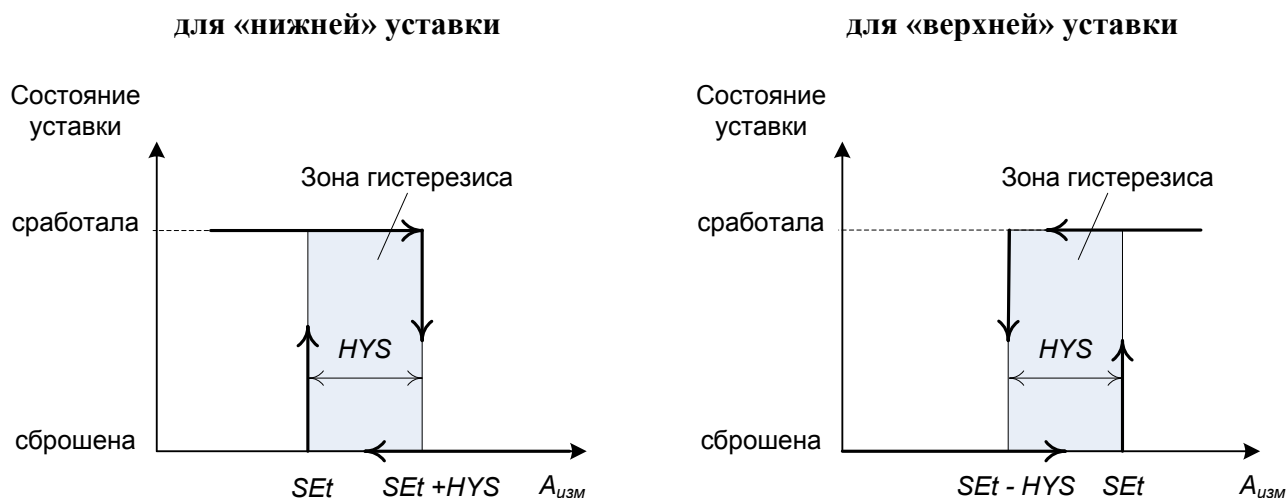 для «нижней» уставки
Состояние
уставки
Зона гистерезиса
сработала
HYS
сброшена
SEt
SEt +HYS
Aизм
для «верхней» уставки
Состояние
уставки
Зона гистерезиса
сработала
HYS
сброшена
SEt - HYS
SEt
Aизм